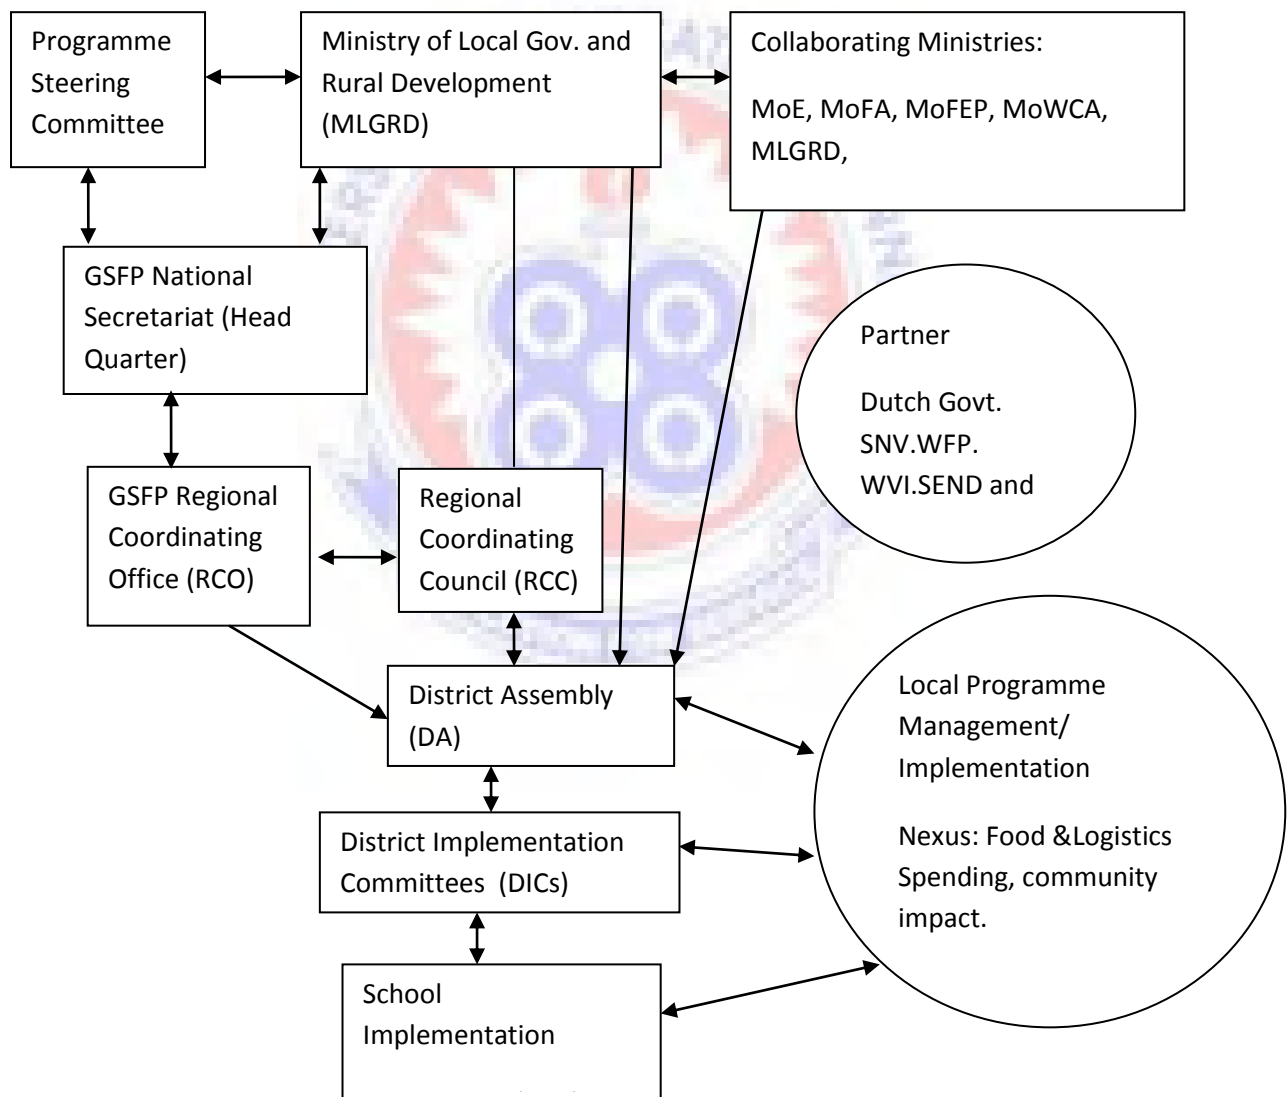 Programme
Steering
Committee
Ministry of Local Gov. and
Rural Development
(MLGRD)
Collaborating Ministries:
MoE, MoFA, MoFEP, MoWCA,
MLGRD,
GSFP National
Secretariat (Head
Quarter)
Partner
Dutch Govt.
SNV.WFP.
WVI.SEND and
GSFP Regional
Coordinating
Office (RCO)
Regional
Coordinating
Council (RCC)
District Assembly
(DA)
Local Programme
Management/
Implementation
Nexus: Food &Logistics
Spending, community
impact.
District Implementation
Committees  (DICs)
School
Implementation